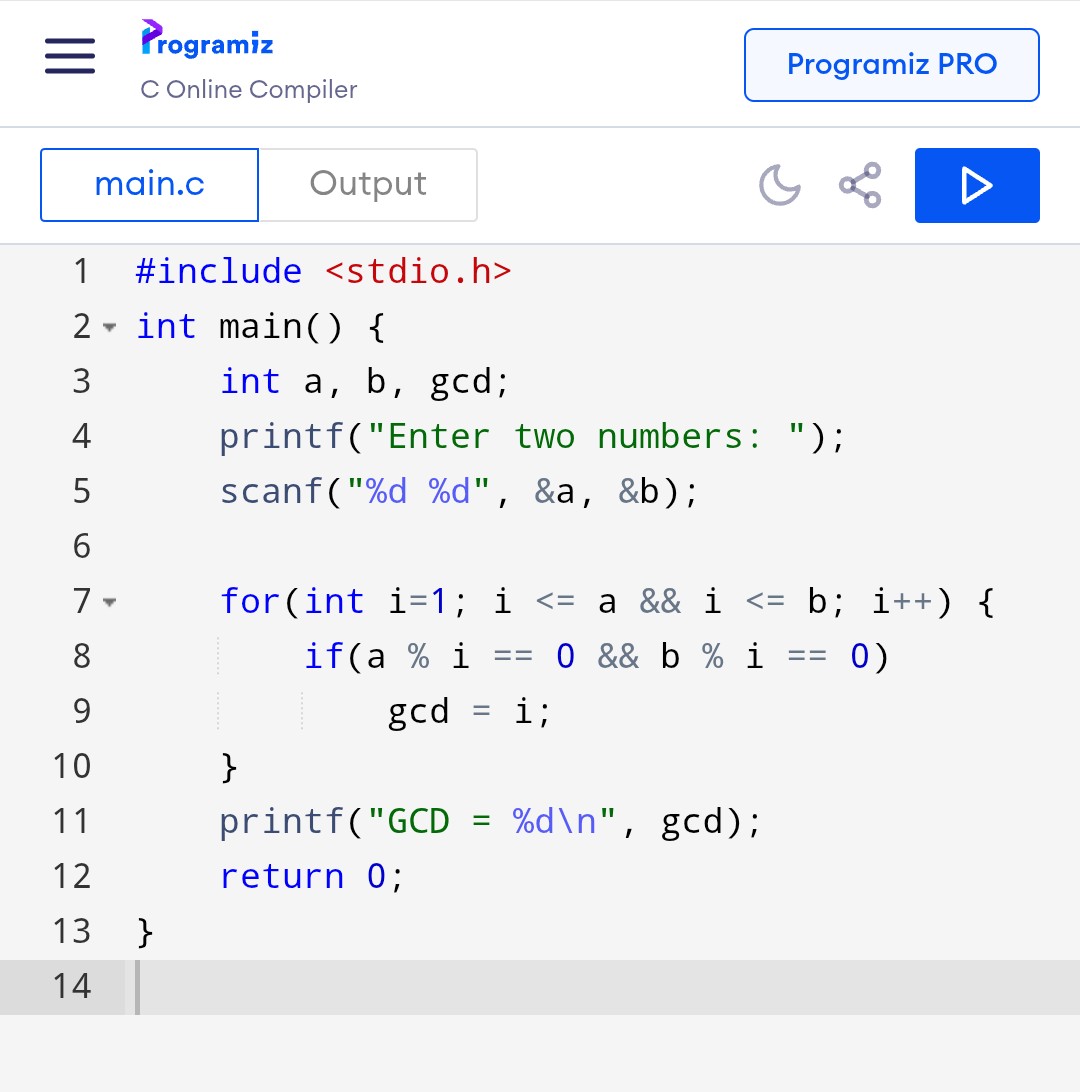 Programiz
C Online Compiler
Programiz PRO
main.c
Output
1 #include <stdio.h>
2 int main() {
3     int a, b, gcd;
4     printf("Enter two numbers: ");
5     scanf("%d %d", &a, &b);
6
7     for(int i=1; i <= a && i <= b; i++) {
8         if(a % i == 0 && b % i == 0)
9             gcd = i;
10     }
11     printf("GCD = %d\n", gcd);
12     return 0;
13 }
14